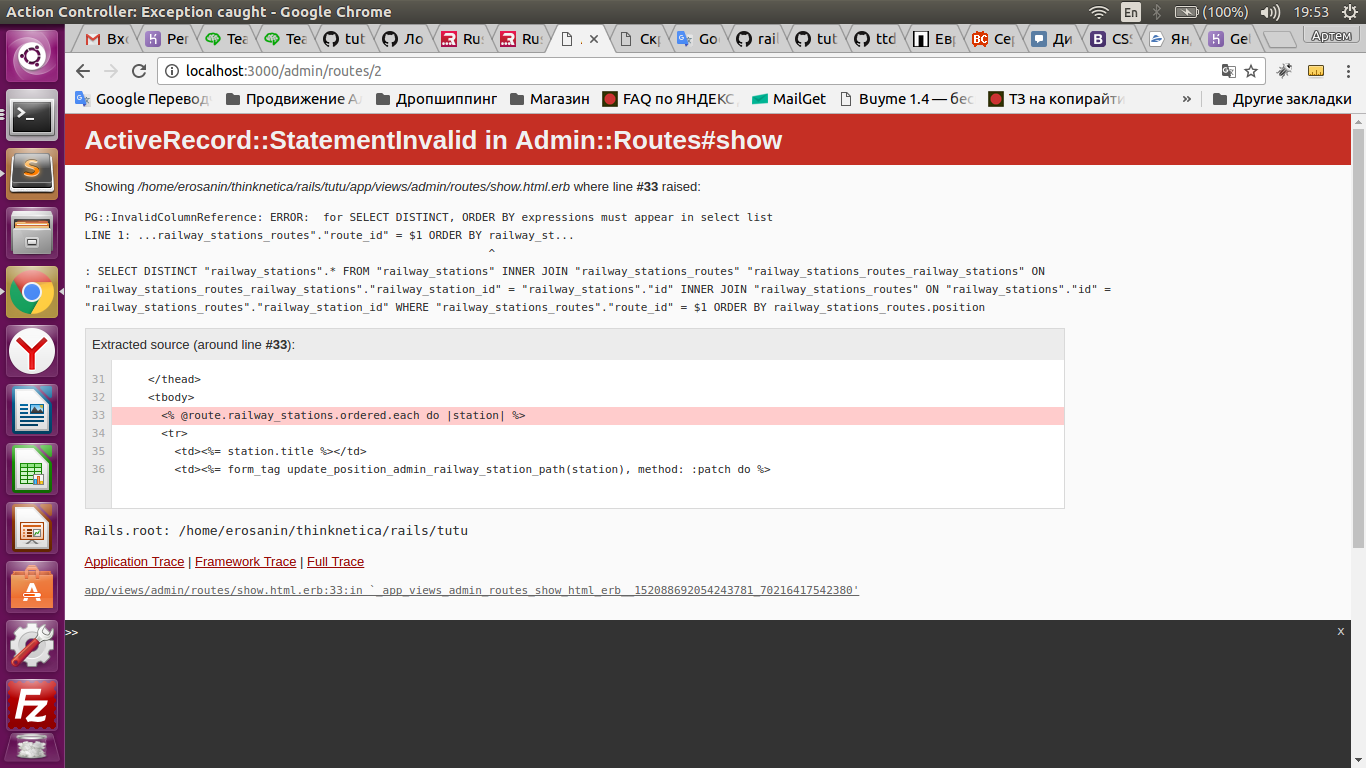 Action Controller: Exception caught - Google Chrome
En
(100%)
19:53
Вхо
Реп
Tea
Tea
tut
Ло
Ru
Ru
Ск
Go
rail
tut
ttd
Евр
Сер
Ди
CSS
Ян
Get
Артем
localhost:3000/admin/routes/2
Google Перевод
Продвижение Ал
Дропшиппинг
Магазин
FAQ по ЯНДЕКС
MailGet
Buyme 1.4 — бес
ТЗ на копирайти
»
Другие закладки
ActiveRecord::StatementInvalid in Admin::Routes#show
Showing /home/erosanin/thinknetica/rails/tutu/app/views/admin/routes/show.html.erb where line #33 raised:
PG::InvalidColumnReference: ERROR:  for SELECT DISTINCT, ORDER BY expressions must appear in select list
LINE 1: ...railway_stations_routes"."route_id" = $1 ORDER BY railway_st...
^
: SELECT DISTINCT "railway_stations".* FROM "railway_stations" INNER JOIN "railway_stations_routes" "railway_stations_routes_railway_stations" ON
"railway_stations_routes_railway_stations"."railway_station_id" = "railway_stations"."id" INNER JOIN "railway_stations_routes" ON "railway_stations"."id" =
"railway_stations_routes"."railway_station_id" WHERE "railway_stations_routes"."route_id" = $1 ORDER BY railway_stations_routes.position
Extracted source (around line #33):
31 </thead>
32 <tbody>
33 <% @route.railway_stations.ordered.each do |station| %>
34 <tr>
35 <td><%= station.title %></td>
36 <td><%= form_tag update_position_admin_railway_station_path(station), method: :patch do %>
Rails.root: /home/erosanin/thinknetica/rails/tutu
Application Trace | Framework Trace | Full Trace
app/views/admin/routes/show.html.erb:33:in `_app_views_admin_routes_show_html_erb__152088692054243781_70216417542380'
>>
x